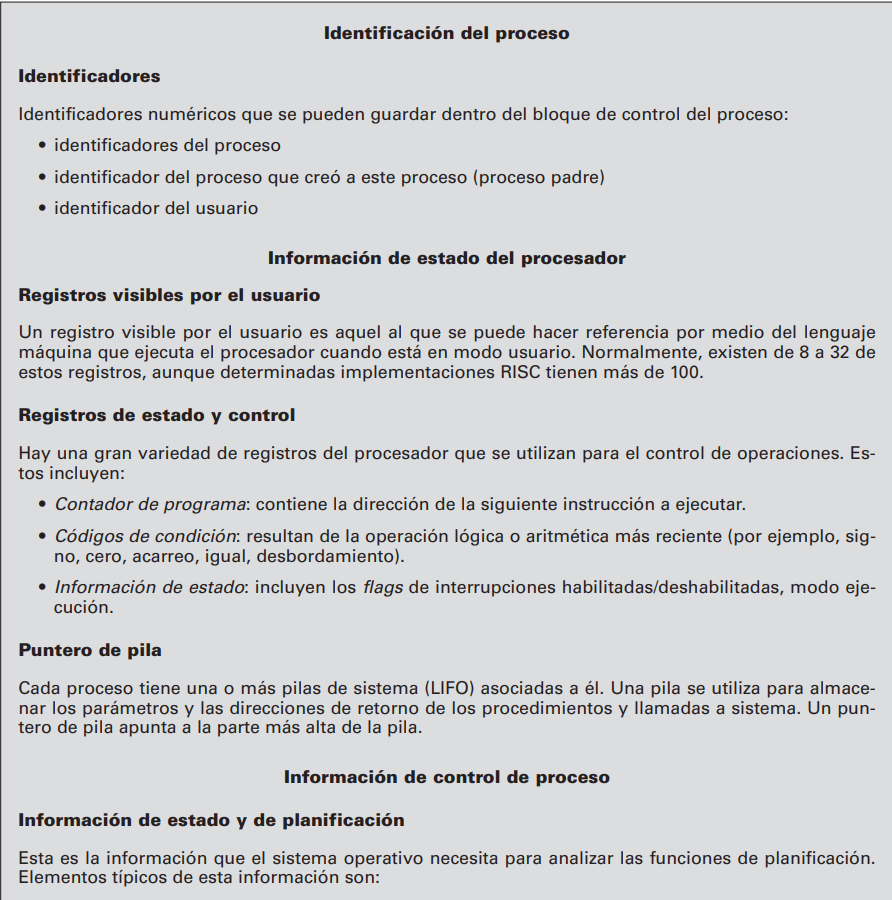 Identificación del proceso
Identificadores
Identificadores numéricos que se pueden guardar dentro del bloque de control del proceso:
• identificadores del proceso
• identificador del proceso que creó a este proceso (proceso padre)
• identificador del usuario
Información de estado del procesador
Registros visibles por el usuario
Un registro visible por el usuario es aquel al que se puede hacer referencia por medio del lenguaje
máquina que ejecuta el procesador cuando está en modo usuario. Normalmente, existen de 8 a 32 de
estos registros, aunque determinadas implementaciones RISC tienen más de 100.
Registros de estado y control
Hay una gran variedad de registros del procesador que se utilizan para el control de operaciones. Es-
tos incluyen:
• Contador de programa: contiene la dirección de la siguiente instrucción a ejecutar.
• Códigos de condición: resultan de la operación lógica o aritmética más reciente (por ejemplo, sig-
no, cero, acarreo, igual, desbordamiento).
• Información de estado: incluyen los flags de interrupciones habilitadas/deshabilitadas, modo eje-
cución.
Puntero de pila
Cada proceso tiene una o más pilas de sistema (LIFO) asociadas a él. Una pila se utiliza para almace-
nar los parámetros y las direcciones de retorno de los procedimientos y llamadas a sistema. Un pun-
tero de pila apunta a la parte más alta de la pila.
Información de control de proceso
Información de estado y de planificación
Esta es la información que el sistema operativo necesita para analizar las funciones de planificación.
Elementos típicos de esta información son: